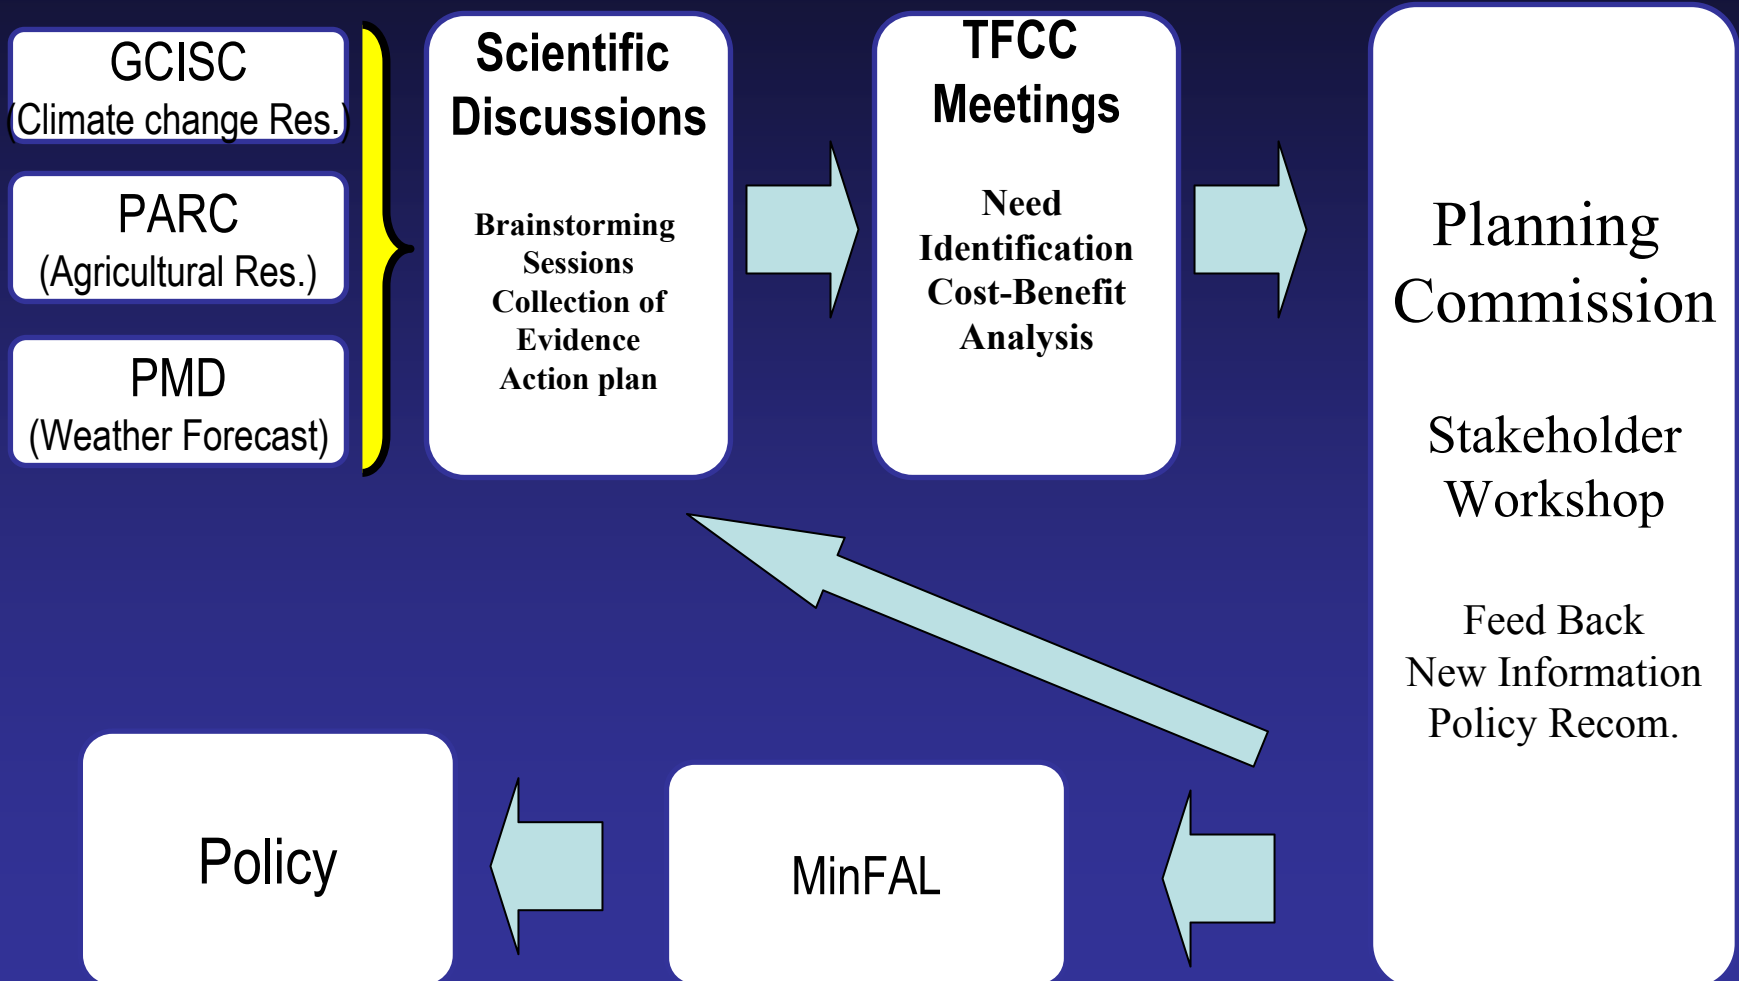 GCISC
(Climate change Res.)
PARC
(Agricultural Res.)
PMD
(Weather Forecast)
Scientific
Discussions
Brainstorming
Sessions
Collection of
Evidence
Action plan
TFCC
Meetings
Need
Identification
Cost-Benefit
Analysis
Planning
Commission
Stakeholder
Workshop
Feed Back
New Information
Policy Recom.
MinFAL
Policy